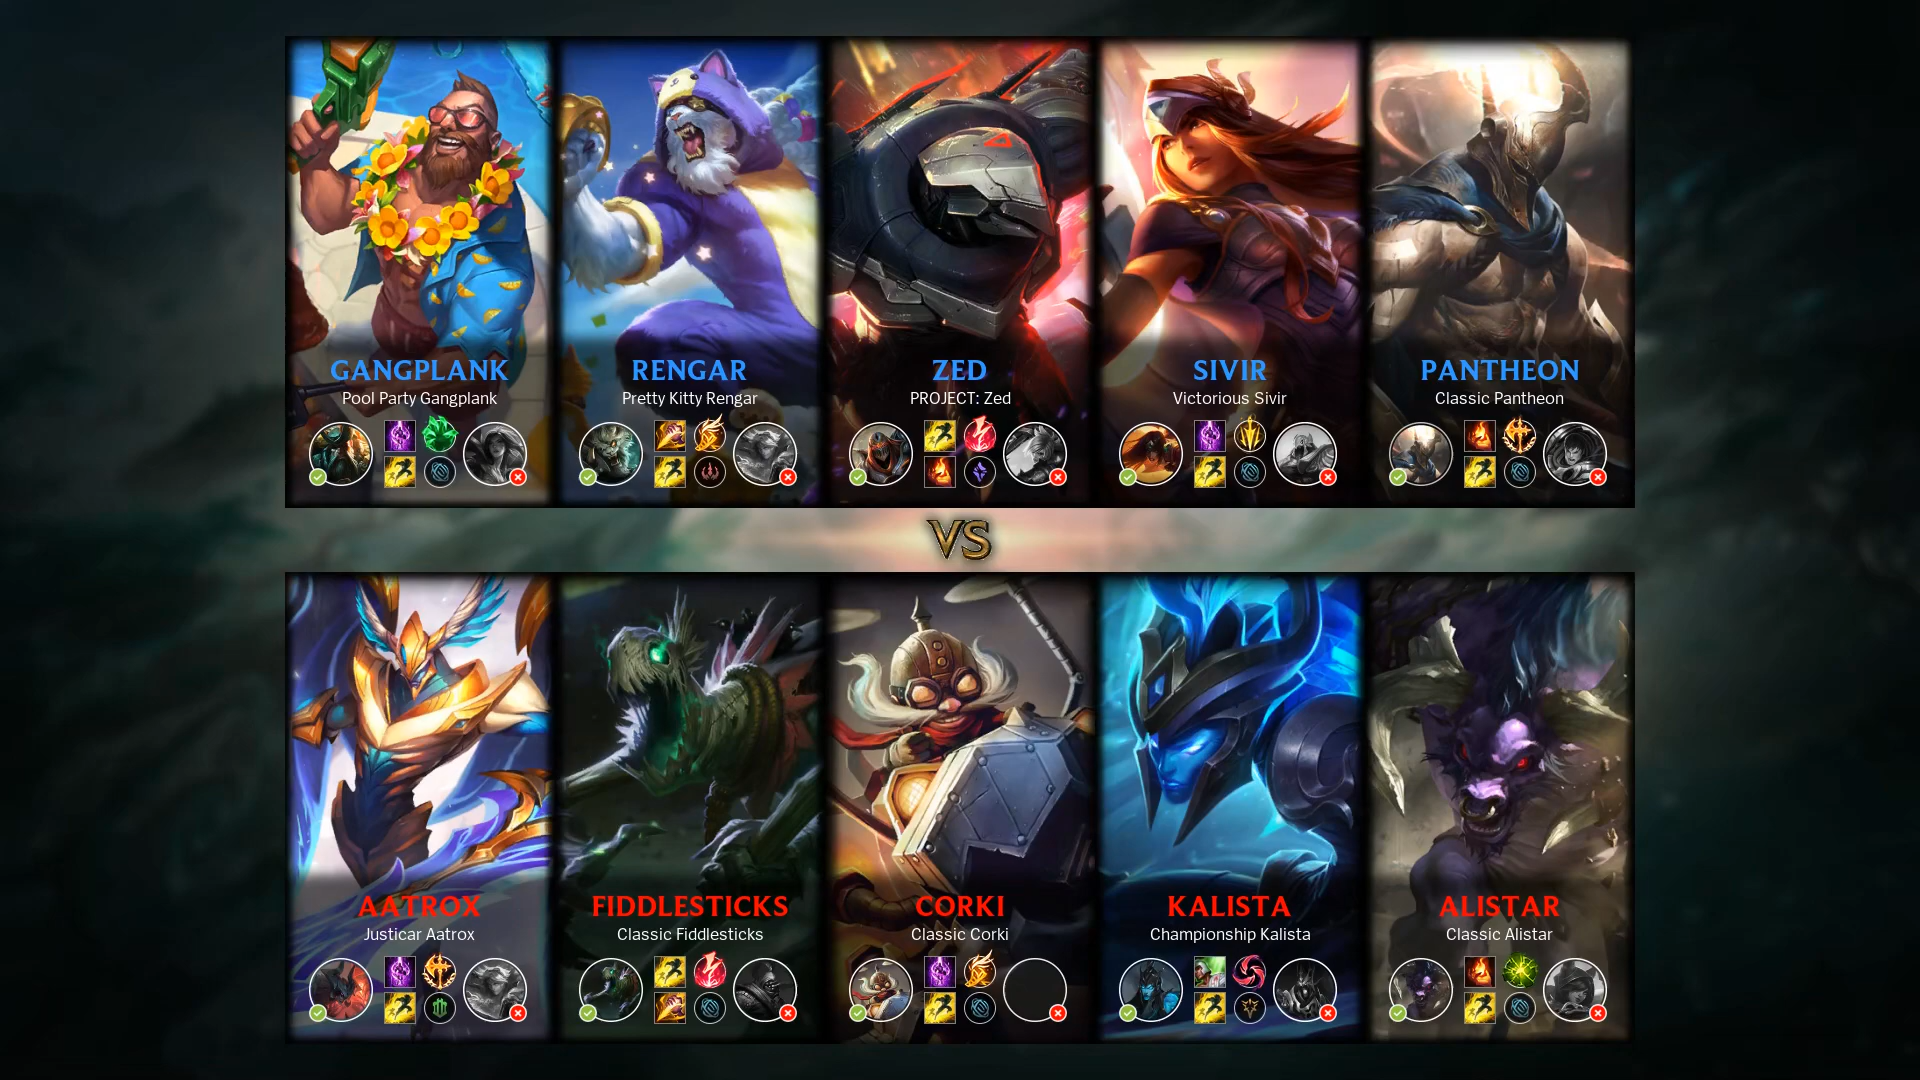 GANGPLANK
Pool Party Gangplank
RENGAR
Pretty Kitty Rengar
ZED
PROJECT: Zed
SIVIR
Victorious Sivir
PANTHEON
Classic Pantheon
VS
AATROX
Justicar Aatrox
FIDDLESTICKS
Classic Fiddlesticks
CORKI
Classic Corki
KALISTA
Championship Kalista
ALISTAR
Classic Alistar